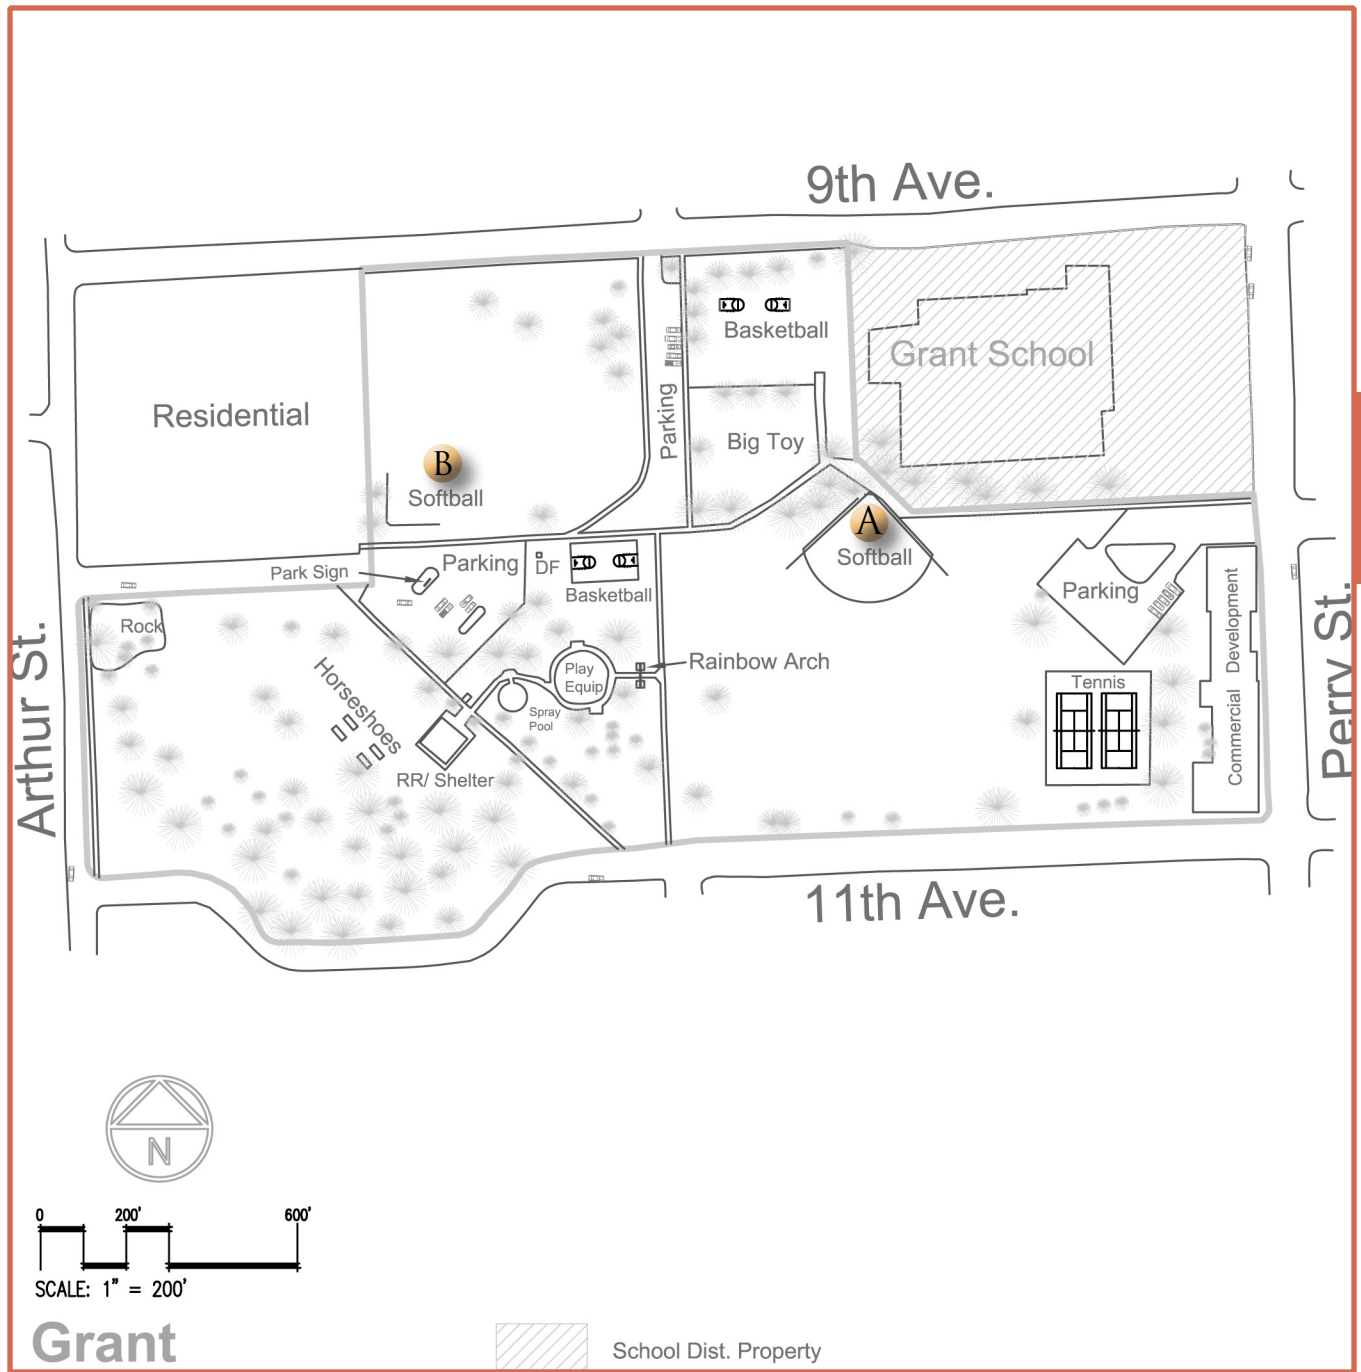 9th Ave.
Basketball
Grant School
Residential
Parking
Big Toy
B
Softball
A
Softball
Park Sign
Parking
DF
Basketball
Parking
Commercial Development
Rock
Arthur St.
Perry St.
Horseshoes
Play
Equip
Rainbow Arch
Tennis
Spray
Pool
RR/ Shelter
11th Ave.
N
0 200' 600'
SCALE: 1" = 200'
Grant
School Dist. Property